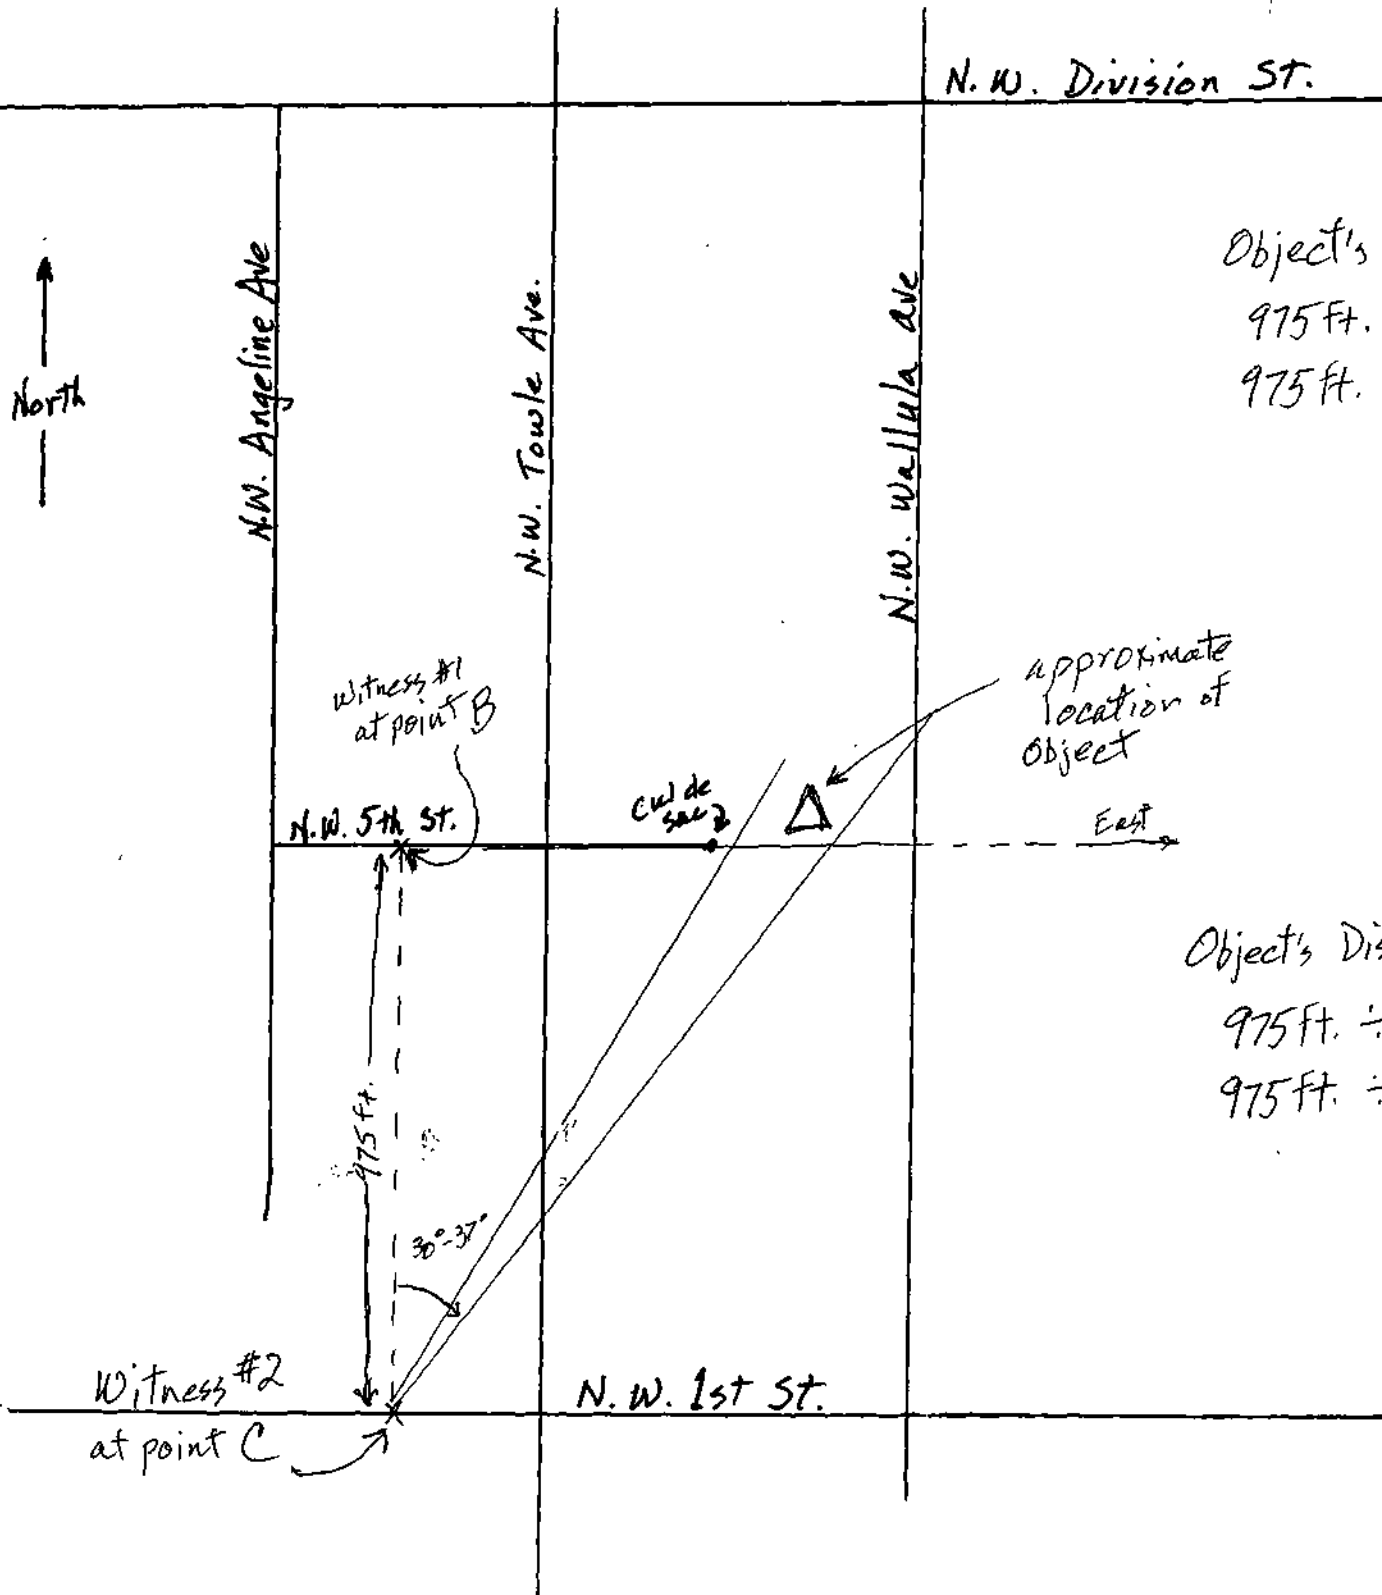 N.W. Division St.
Object's
975 ft.
975 ft.
North
N.W. Angeline Ave
N.W. Towle Ave.
N.W. Wallula Ave
Witness #1
at point B
approximate
location of
Object
N.W. 5th St.
Cul de
sac
East
Object's Dis
975 ft. ÷
975 ft. ÷
975 ft.
30°-37°
Witness #2
at point C
N.W. 1st St.